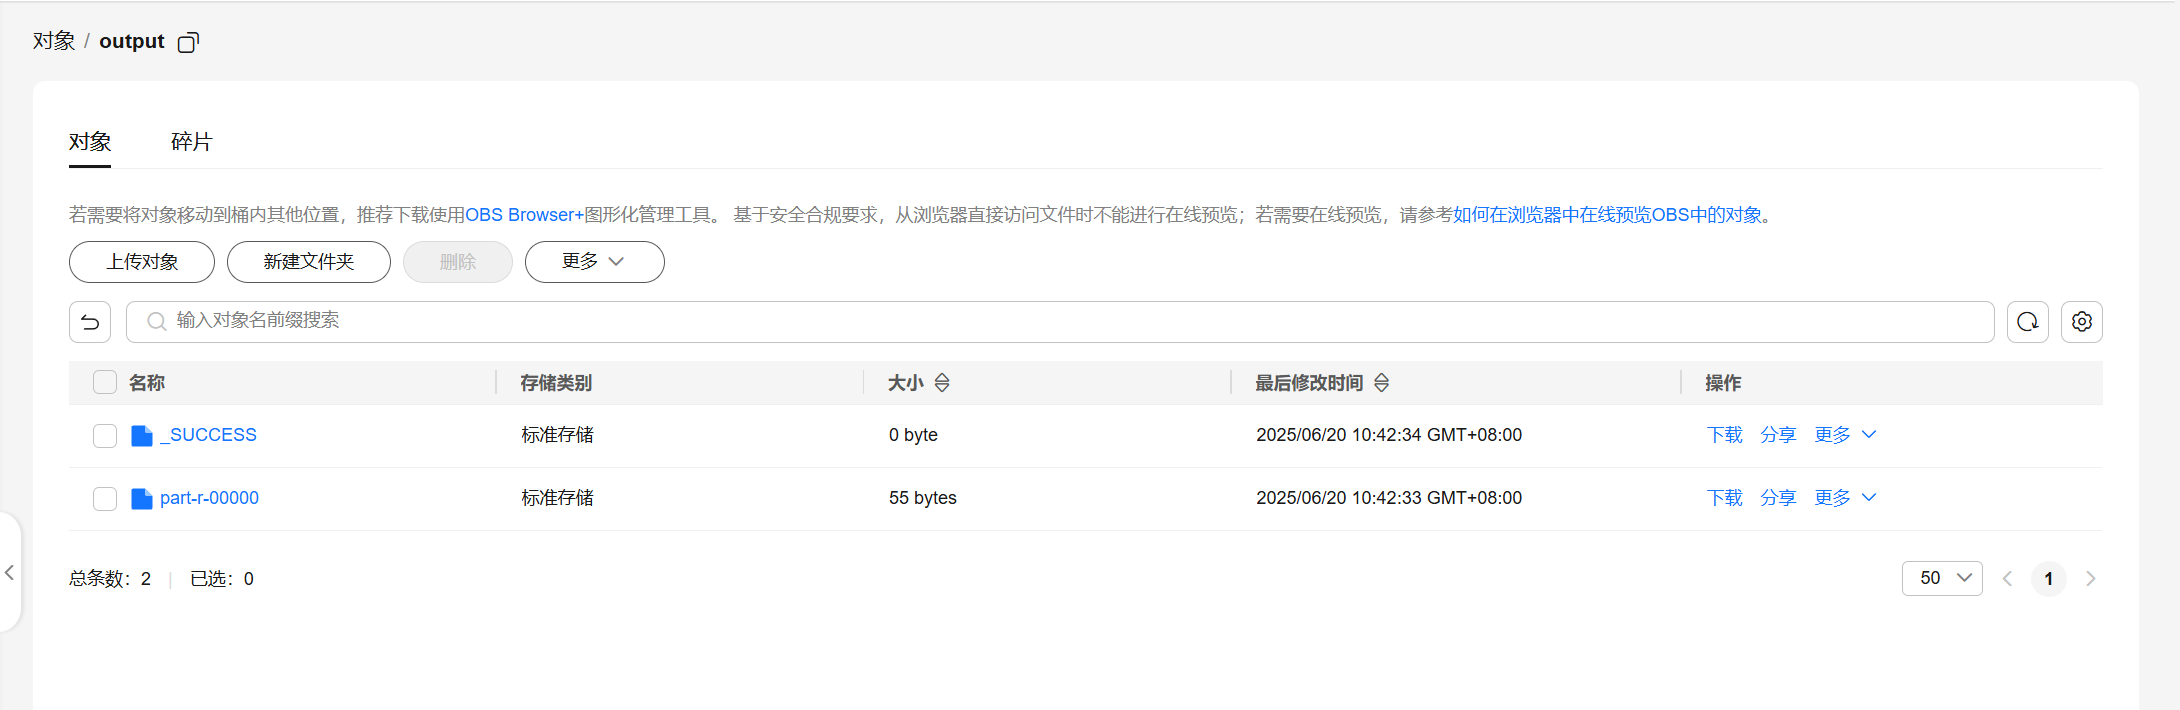 对象 / output
对象 碎片
若需要将对象移动到桶内其他位置，推荐下载使用OBS Browser+图形化管理工具。 基于安全合规要求，从浏览器直接访问文件时不能进行在线预览；若需要在线预览，请参考如何在浏览器中在线预览OBS中的对象。
上传对象 新建文件夹 删除 更多
输入对象名前缀搜索
名称 存储类别 大小 最后修改时间 操作
_SUCCESS 标准存储 0 byte 2025/06/20 10:42:34 GMT+08:00 下载 分享 更多
part-r-00000 标准存储 55 bytes 2025/06/20 10:42:33 GMT+08:00 下载 分享 更多
总条数：2 已选：0 50 1